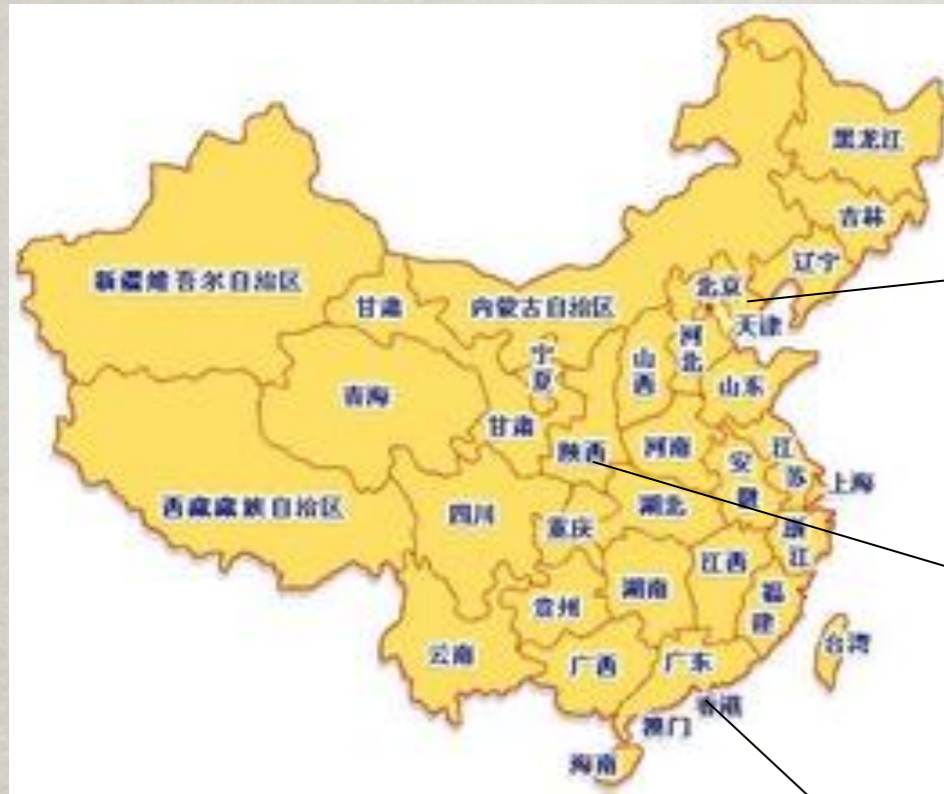 黑龙江
吉林
辽宁
新疆维吾尔自治区
北京
甘肃
内蒙古自治区
天津
宁夏
山西
河北
山东
青海
甘肃
陕西
河南
江苏
安徽
上海
西藏藏族自治区
四川
重庆
湖北
浙江
江西
湖南
福建
贵州
台湾
云南
广西
广东
香港
澳门
海南